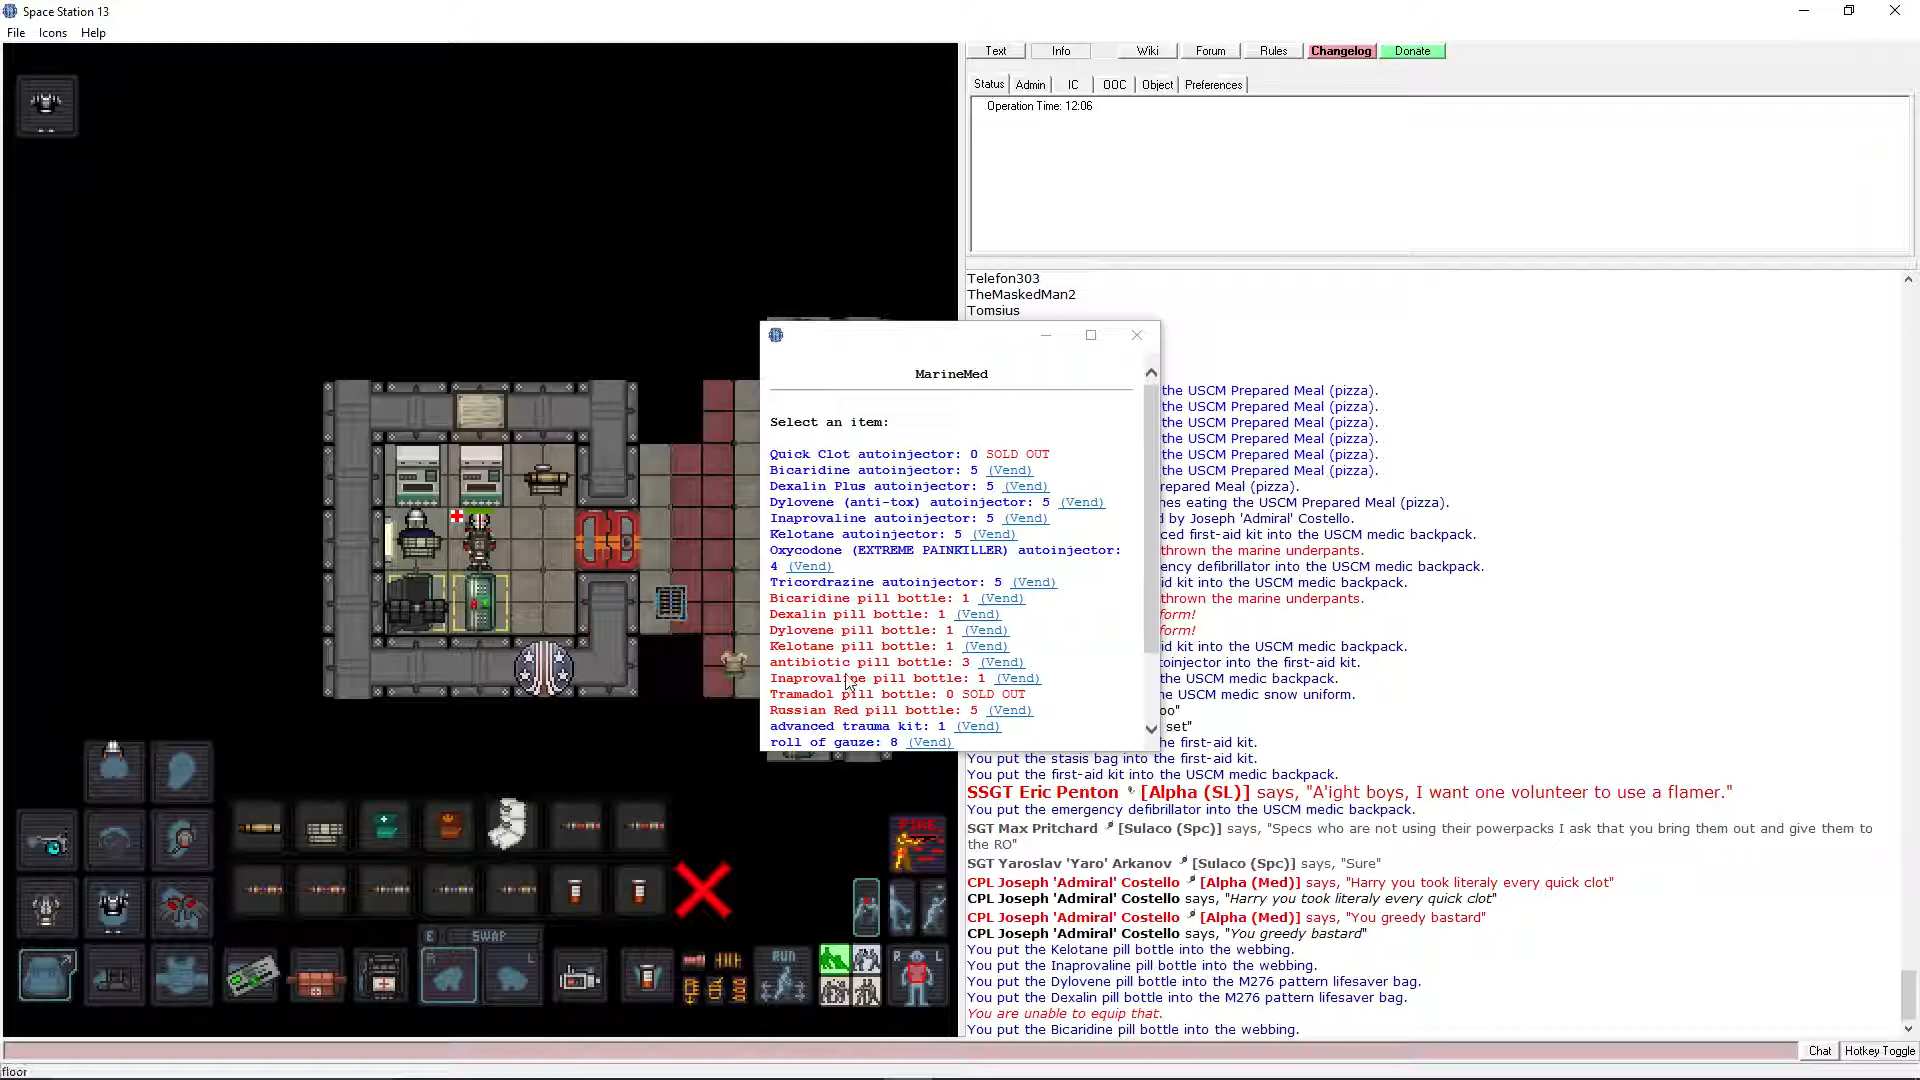 Space Station 13
File Icons Help
Text Info Wiki Forum Rules Changelog Donate
Status Admin IC OOC Object Preferences
Operation Time: 12:06
Telefon303
TheMaskedMan2
Tomsius
MarineMed
Select an item:
Quick Clot autoinjector: 0 SOLD OUT
Bicaridine autoinjector: 5 (Vend)
Dexalin Plus autoinjector: 5 (Vend)
Dylovene (anti-tox) autoinjector: 5 (Vend)
Inaprovaline autoinjector: 5 (Vend)
Kelotane autoinjector: 5 (Vend)
Oxycodone (EXTREME PAINKILLER) autoinjector:
4 (Vend)
Tricordrazine autoinjector: 5 (Vend)
Bicaridine pill bottle: 1 (Vend)
Dexalin pill bottle: 1 (Vend)
Dylovene pill bottle: 1 (Vend)
Kelotane pill bottle: 1 (Vend)
antibiotic pill bottle: 3 (Vend)
Inaprovaline pill bottle: 1 (Vend)
Tramadol pill bottle: 0 SOLD OUT
Russian Red pill bottle: 5 (Vend)
advanced trauma kit: 1 (Vend)
roll of gauze: 8 (Vend)
the USCM Prepared Meal (pizza).
the USCM Prepared Meal (pizza).
the USCM Prepared Meal (pizza).
the USCM Prepared Meal (pizza).
the USCM Prepared Meal (pizza).
the USCM Prepared Meal (pizza).
repared Meal (pizza).
nes eating the USCM Prepared Meal (pizza).
d by Joseph 'Admiral' Costello.
ced first-aid kit into the USCM medic backpack.
thrown the marine underpants.
ency defibrillator into the USCM medic backpack.
id kit into the USCM medic backpack.
thrown the marine underpants.
form!
form!
id kit into the USCM medic backpack.
toinjector into the first-aid kit.
the USCM medic backpack.
he USCM medic snow uniform.
oo"
set"
he first-aid kit.
You put the stasis bag into the first-aid kit.
You put the first-aid kit into the USCM medic backpack.
SSGT Eric Penton [Alpha (SL)] says, "A'ight boys, I want one volunteer to use a flamer."
You put the emergency defibrillator into the USCM medic backpack.
SGT Max Pritchard [Sulaco (Spc)] says, "Specs who are not using their powerpacks I ask that you bring them out and give them to
the RO"
SGT Yaroslav 'Yaro' Arkanov [Sulaco (Spc)] says, "Sure"
CPL Joseph 'Admiral' Costello [Alpha (Med)] says, "Harry you took literaly every quick clot"
CPL Joseph 'Admiral' Costello says, "Harry you took literaly every quick clot"
CPL Joseph 'Admiral' Costello [Alpha (Med)] says, "You greedy bastard"
CPL Joseph 'Admiral' Costello says, "You greedy bastard"
You put the Kelotane pill bottle into the webbing.
You put the Inaprovaline pill bottle into the webbing.
You put the Dylovene pill bottle into the M276 pattern lifesaver bag.
You put the Dexalin pill bottle into the M276 pattern lifesaver bag.
You are unable to equip that.
You put the Bicaridine pill bottle into the webbing.
FIRE
E SWAP
R L
RUN
R L
Chat Hotkey Toggle
floor